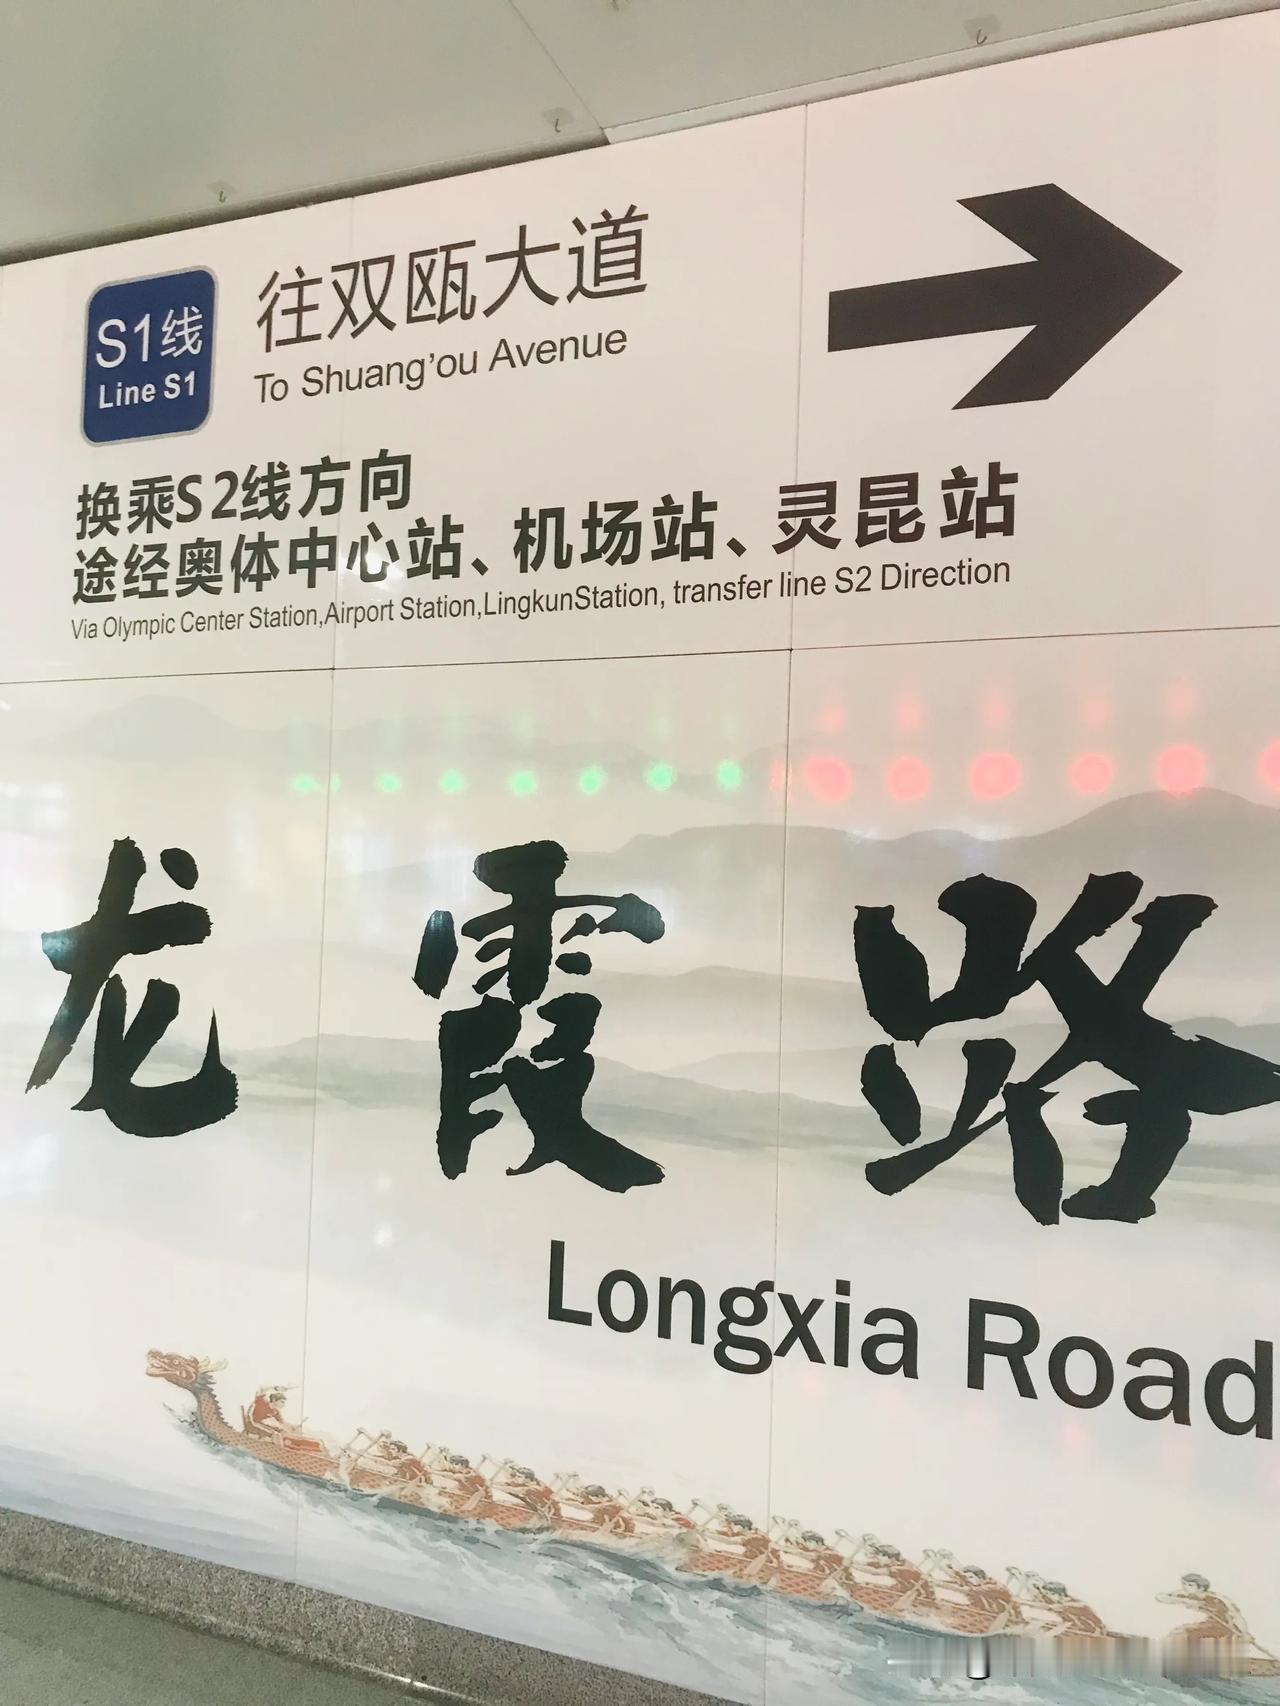 S1线
Line S1
往双瓯大道
To Shuang'ou Avenue
换乘S2线方向
途经奥体中心站、机场站、灵昆站
Via Olympic Center Station,Airport Station,LingkunStation, transfer line S2 Direction
龙霞路
Longxia Road